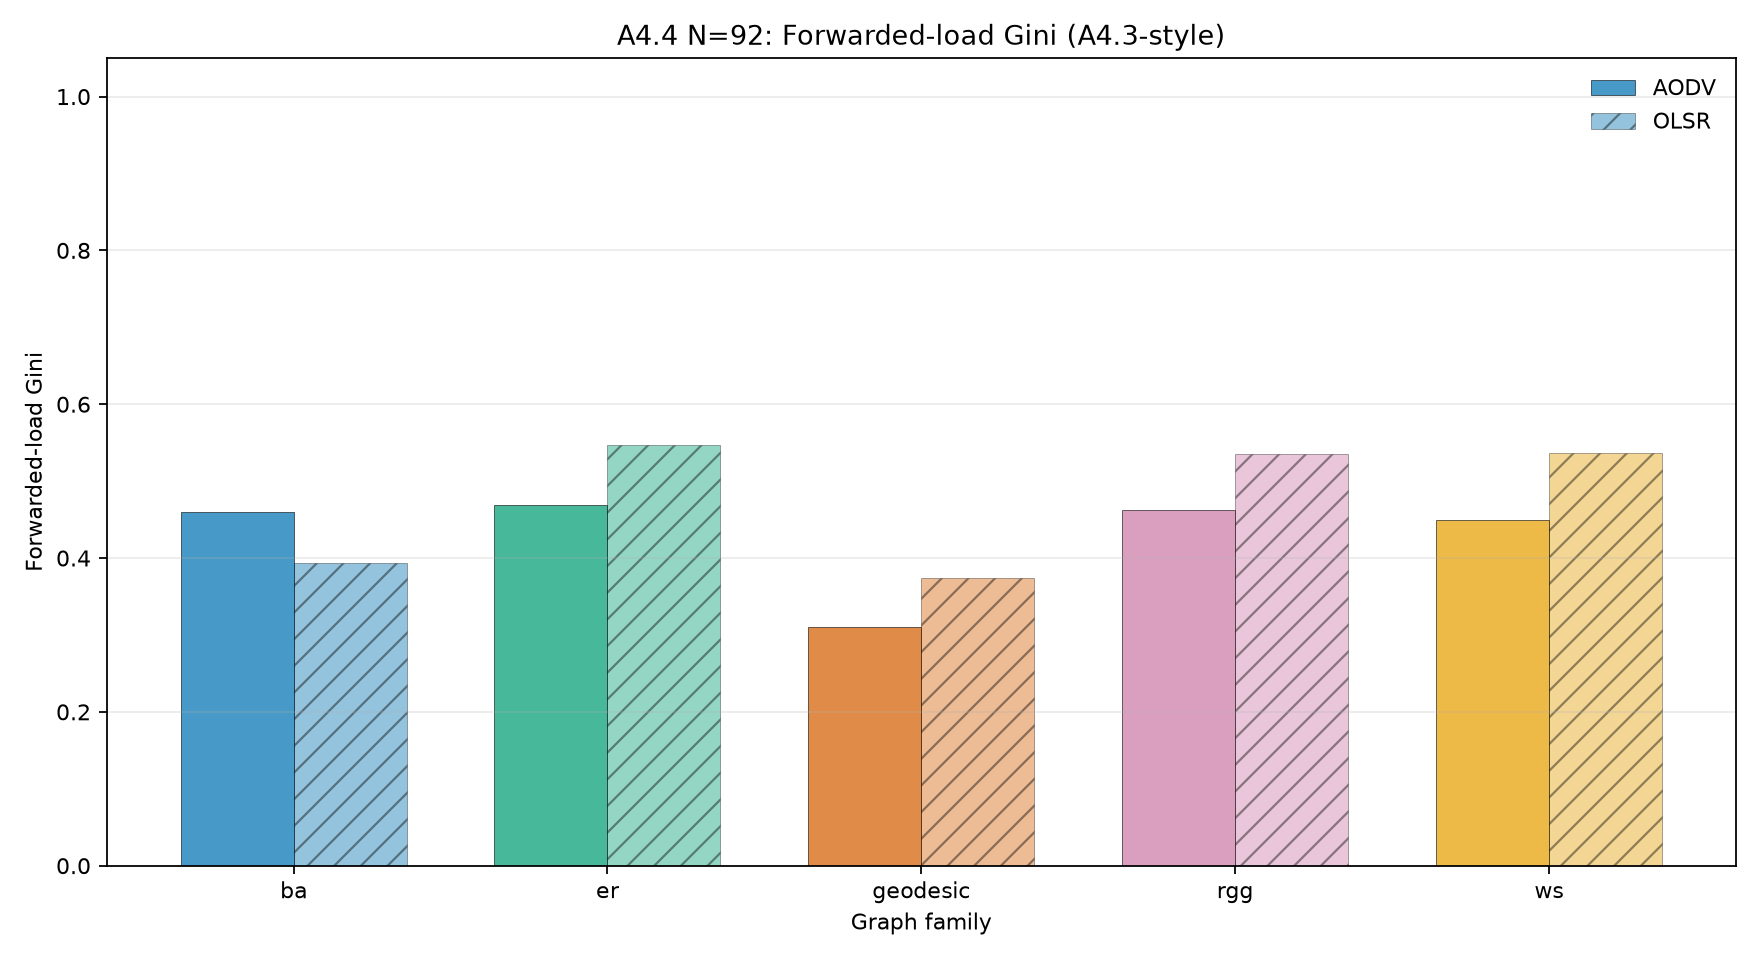 A4.4 N=92: Forwarded-load Gini (A4.3-style)
AODV
OLSR
Forwarded-load Gini
1.0
0.8
0.6
0.4
0.2
0.0
ba er geodesic rgg ws
Graph family